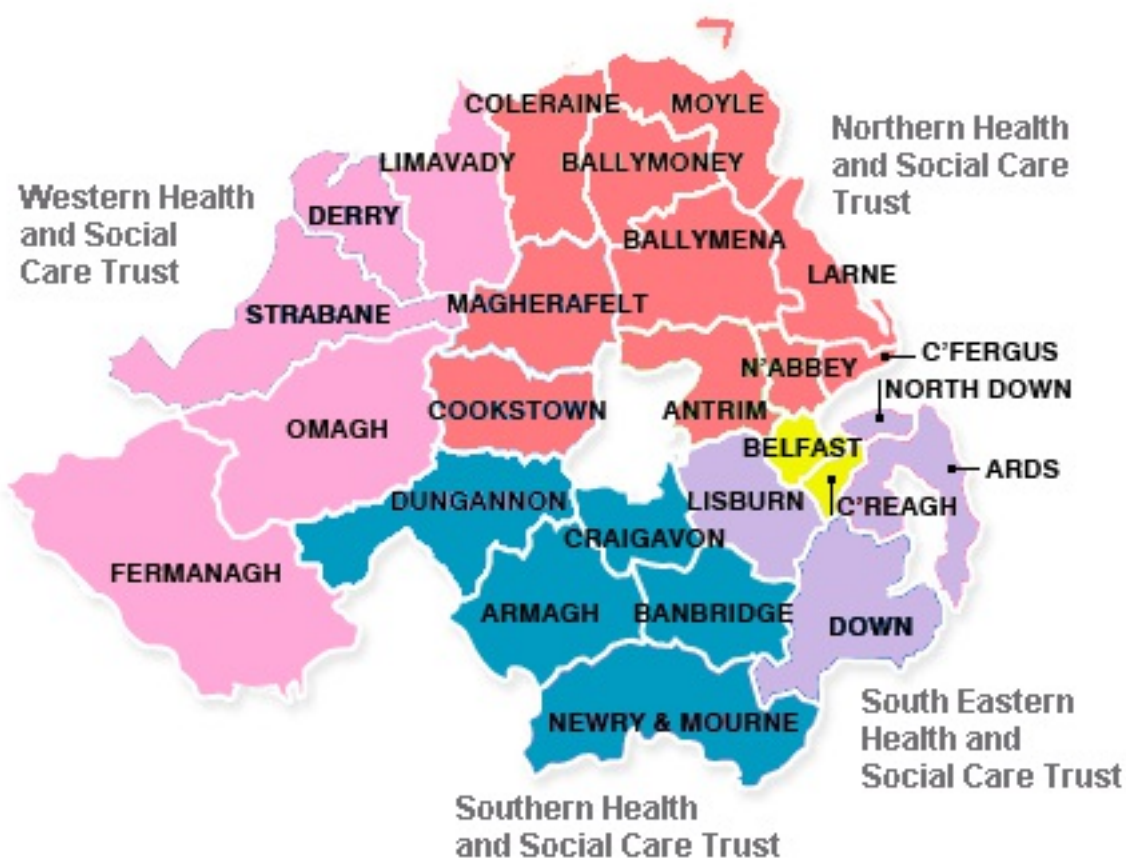 COLERAINE
MOYLE
Northern Health
and Social Care
Trust
LIMAVADY
BALLYMONEY
Western Health
and Social
Care Trust
DERRY
BALLYMENA
LARNE
STRABANE
MAGHERAFELT
C'FERGUS
N'ABBEY
NORTH DOWN
COOKSTOWN
ANTRIM
OMAGH
BELFAST
ARDS
DUNGANNON
LISBURN
C'REAGH
CRAIGAVON
FERMANAGH
ARMAGH
BANBRIDGE
DOWN
NEWRY & MOURNE
South Eastern
Health and
Social Care Trust
Southern Health
and Social Care Trust